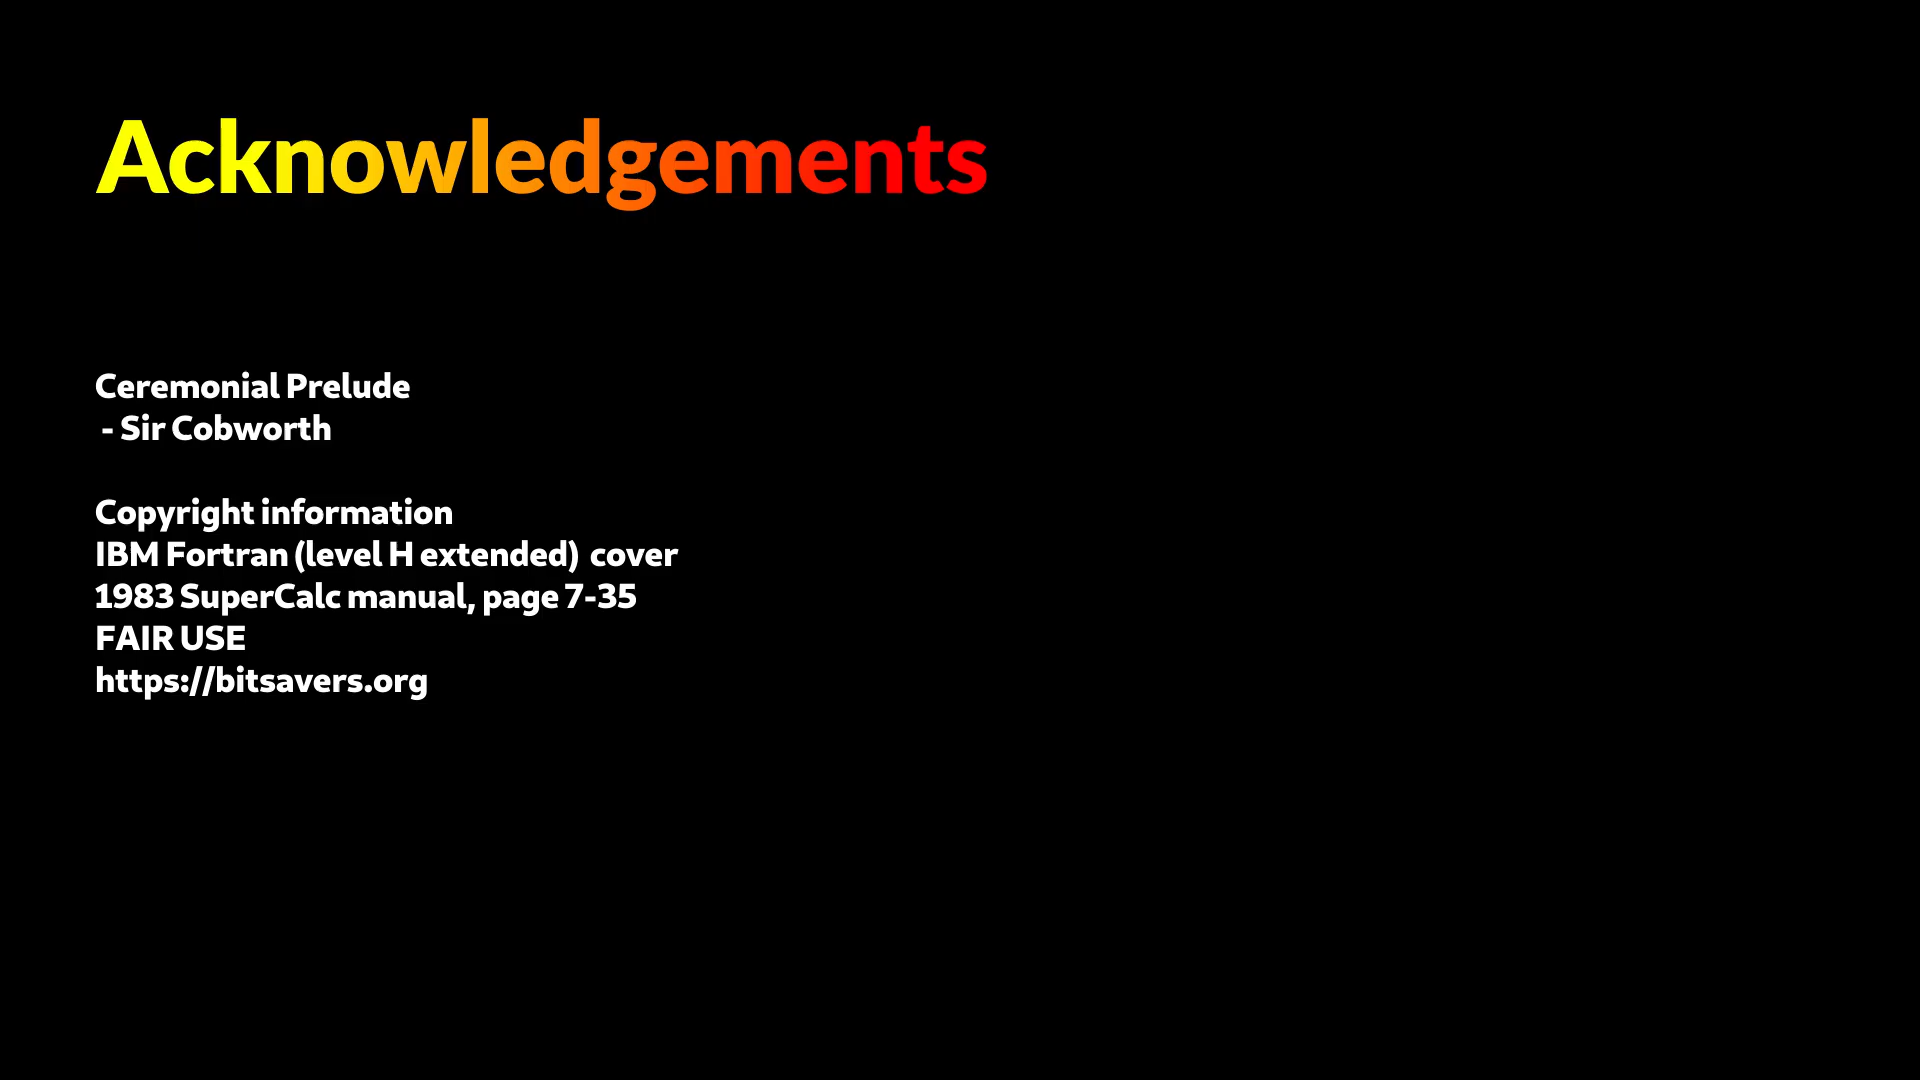 Acknowledgements
Ceremonial Prelude
- Sir Cobworth
Copyright information
IBM Fortran (level H extended) cover
1983 SuperCalc manual, page 7-35
FAIR USE
https://bitsavers.org